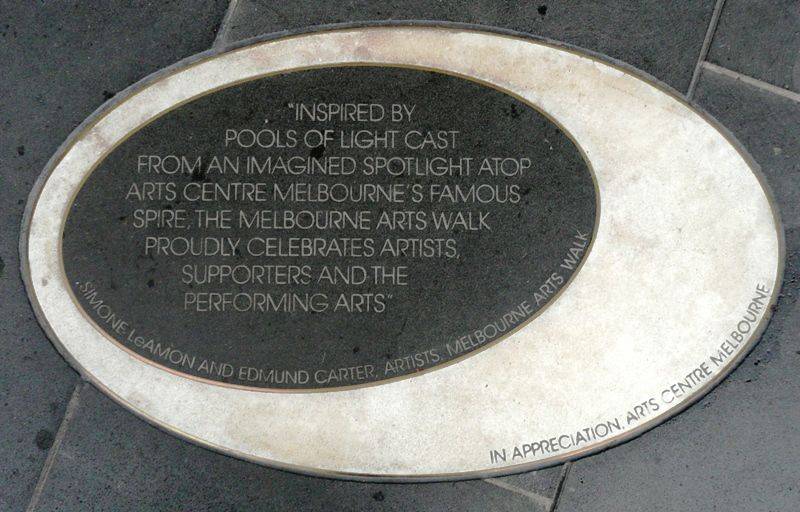 "INSPIRED BY
POOLS OF LIGHT CAST
FROM AN IMAGINED SPOTLIGHT ATOP
ARTS CENTRE MELBOURNE'S FAMOUS
SPIRE, THE MELBOURNE ARTS WALK
PROUDLY CELEBRATES ARTISTS,
SUPPORTERS AND THE
PERFORMING ARTS"
SIMONE LeAMON AND EDMUND CARTER, ARTISTS, MELBOURNE ARTS WALK
IN APPRECIATION, ARTS CENTRE MELBOURNE